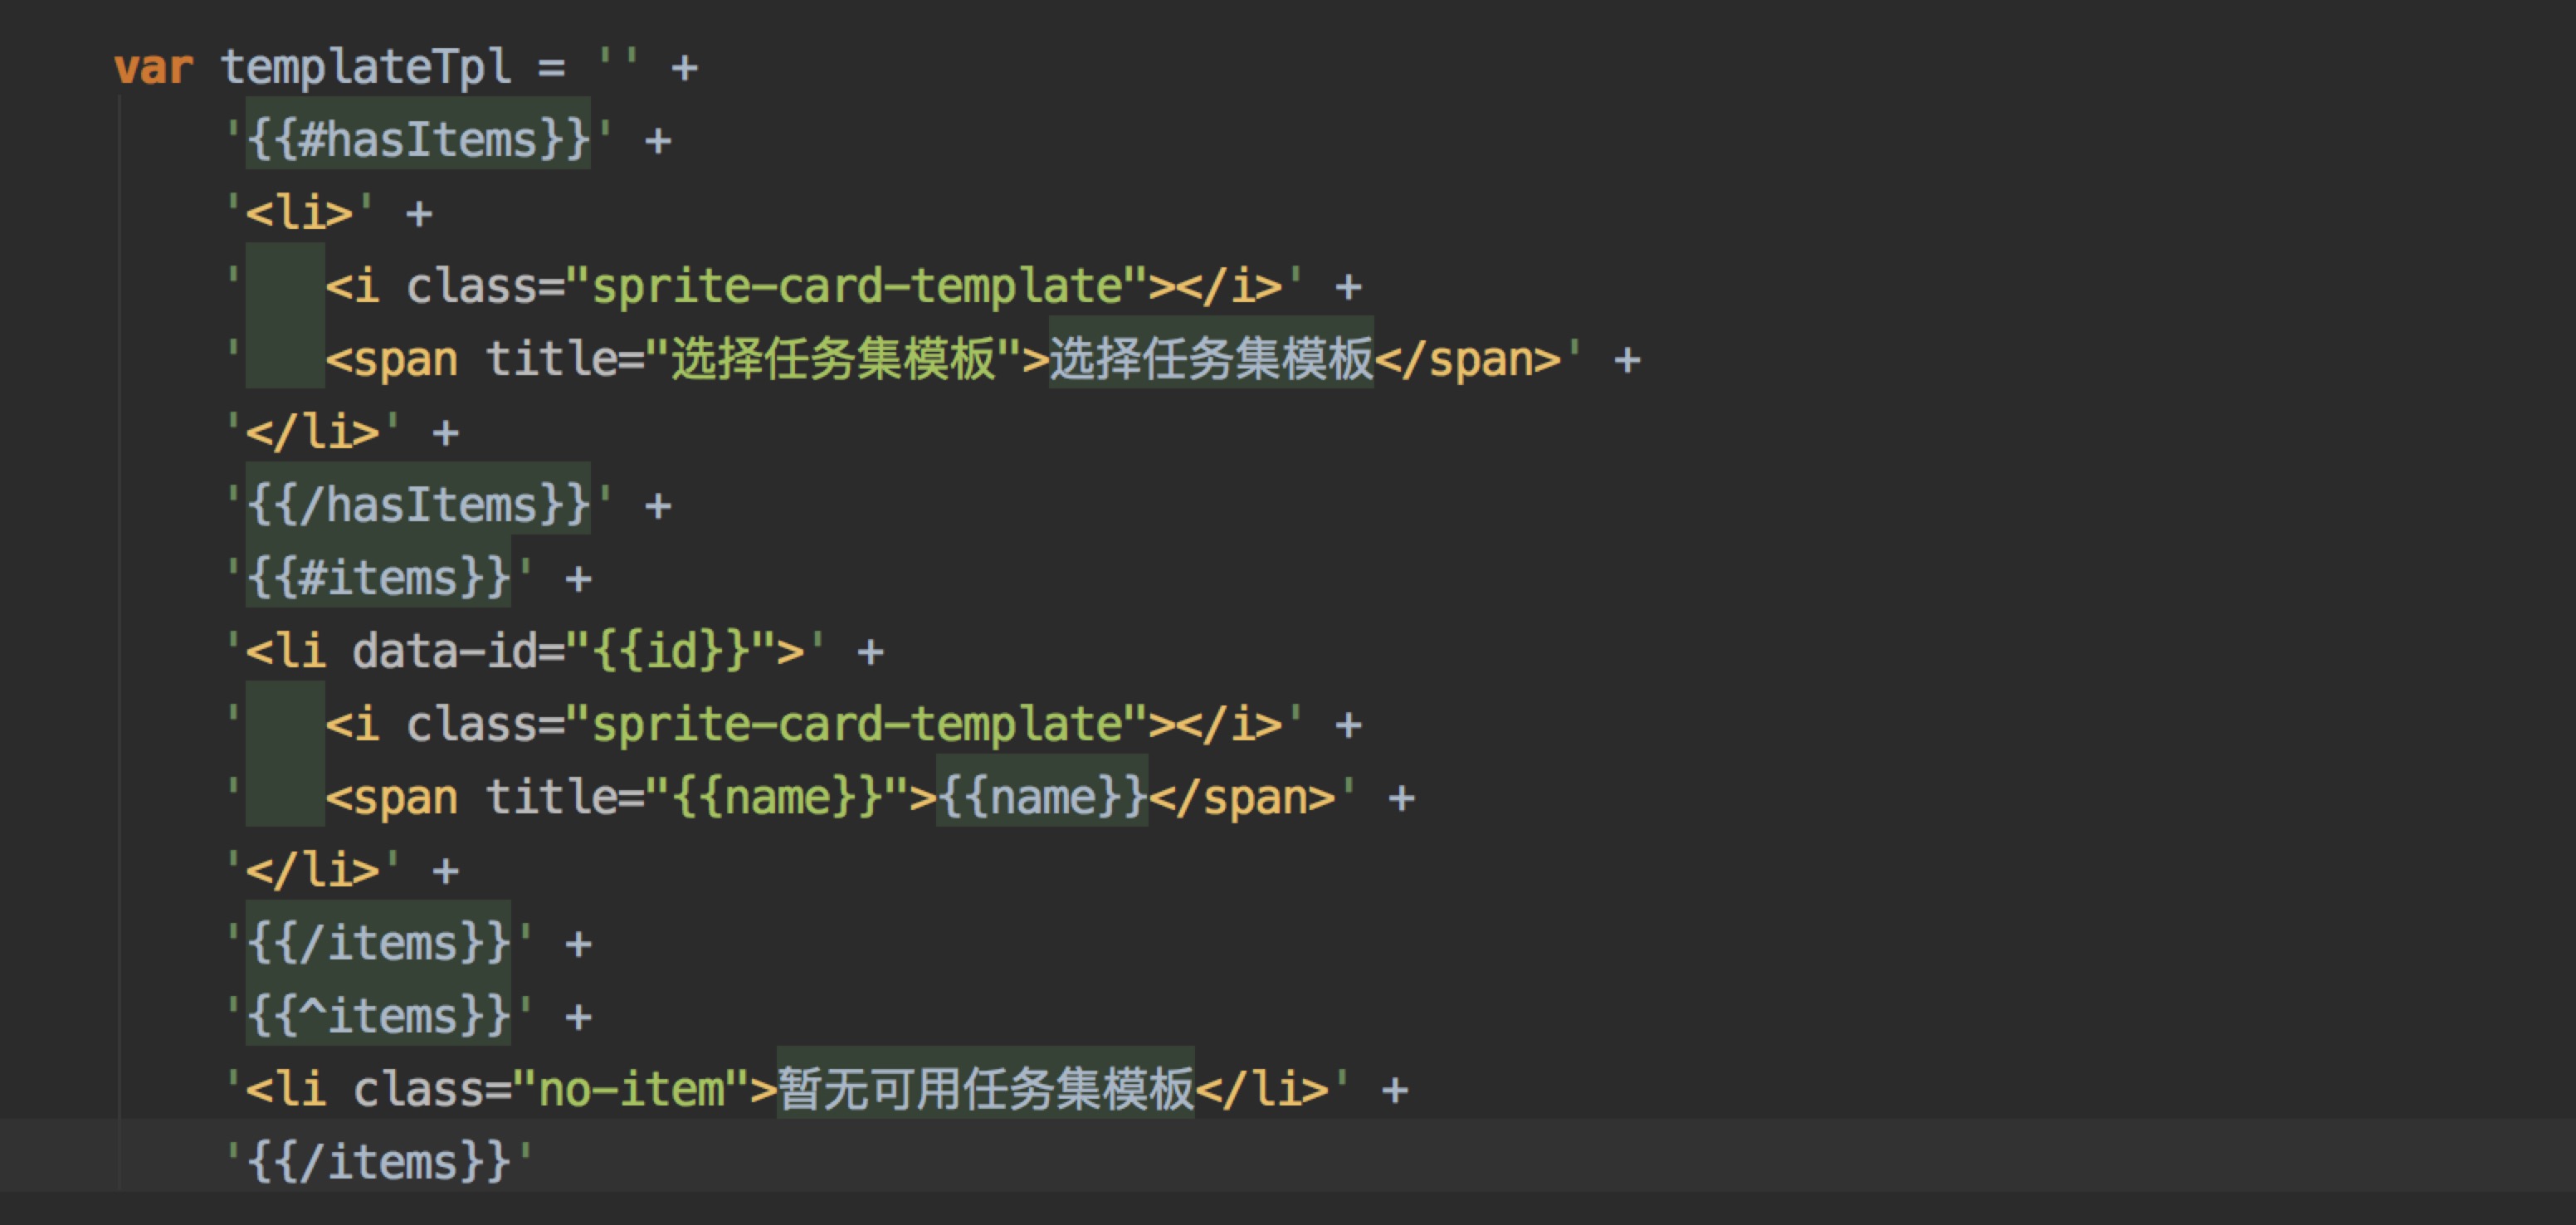 var templateTpl = '' +
    '{{#hasItems}}' +
    '<li>' +
    '   <i class="sprite-card-template"></i>' +
    '   <span title="选择任务集模板">选择任务集模板</span>' +
    '</li>' +
    '{{/hasItems}}' +
    '{{#items}}' +
    '<li data-id="{{id}}">' +
    '   <i class="sprite-card-template"></i>' +
    '   <span title="{{name}}">{{name}}</span>' +
    '</li>' +
    '{{/items}}' +
    '{{^items}}' +
    '<li class="no-item">暂无可用任务集模板</li>' +
    '{{/items}}'